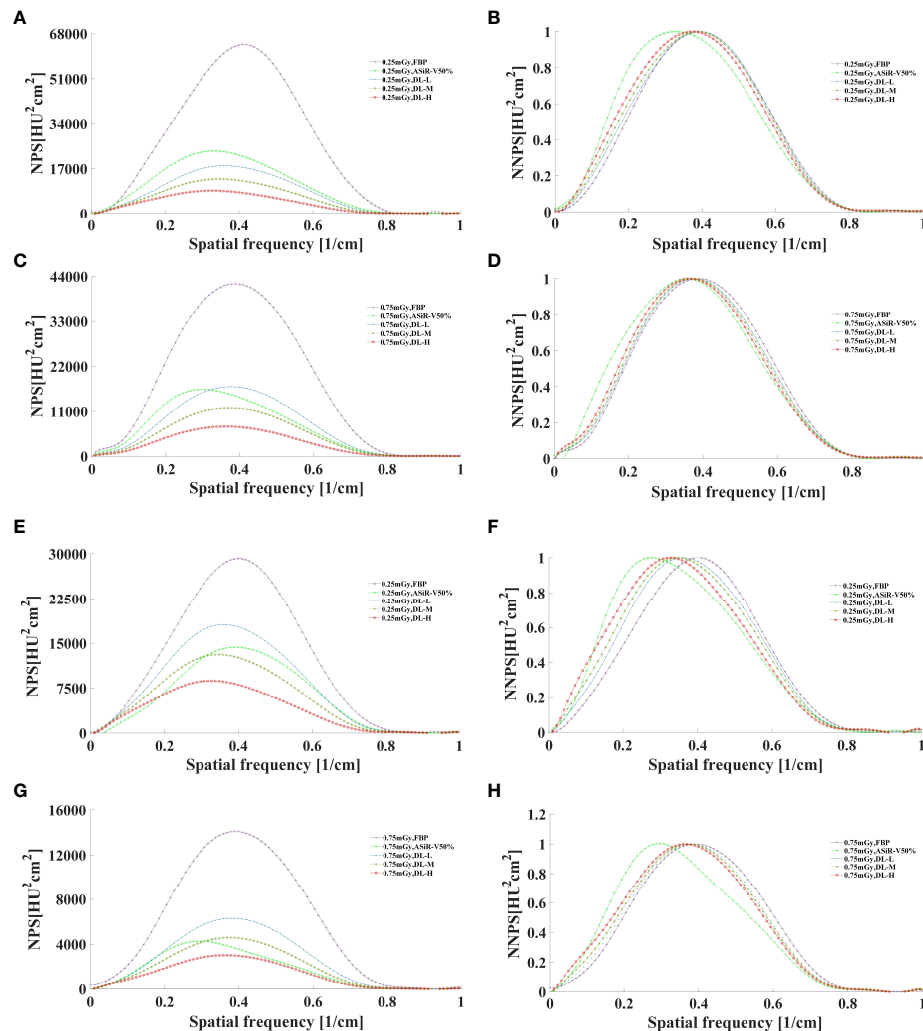 A
68000
51000
34000
17000
0
NPS[HU²cm²]
0 0.2 0.4 0.6 0.8 1
Spatial frequency [1/cm]
0.25mGy,FBP
0.25mGy,ASiR-V50%
0.25mGy,DL-L
0.25mGy,DL-M
0.25mGy,DL-H
B
1
0.8
0.6
0.4
0.2
0
NNPS[HU²cm²]
0 0.2 0.4 0.6 0.8 1
Spatial frequency [1/cm]
0.25mGy,FBP
0.25mGy,ASiR-V50%
0.25mGy,DL-L
0.25mGy,DL-M
0.25mGy,DL-H
C
44000
33000
22000
11000
0
NPS[HU²cm²]
0 0.2 0.4 0.6 0.8 1
Spatial frequency [1/cm]
0.75mGy,FBP
0.75mGy,ASiR-V50%
0.75mGy,DL-L
0.75mGy,DL-M
0.75mGy,DL-H
D
1
0.8
0.6
0.4
0.2
0
NNPS[HU²cm²]
0 0.2 0.4 0.6 0.8 1
Spatial frequency [1/cm]
0.75mGy,FBP
0.75mGy,ASiR-V50%
0.75mGy,DL-L
0.75mGy,DL-M
0.75mGy,DL-H
E
30000
22500
15000
7500
0
NPS[HU²cm²]
0 0.2 0.4 0.6 0.8 1
Spatial frequency [1/cm]
0.25mGy,FBP
0.25mGy,ASiR-V50%
0.25mGy,DL-L
0.25mGy,DL-M
0.25mGy,DL-H
F
1
0.8
0.6
0.4
0.2
0
NNPS[HU²cm²]
0 0.2 0.4 0.6 0.8 1
Spatial frequency [1/cm]
0.25mGy,FBP
0.25mGy,ASiR-V50%
0.25mGy,DL-L
0.25mGy,DL-M
0.25mGy,DL-H
G
16000
12000
8000
4000
0
NPS[HU²cm²]
0 0.2 0.4 0.6 0.8 1
Spatial frequency [1/cm]
0.75mGy,FBP
0.75mGy,ASiR-V50%
0.75mGy,DL-L
0.75mGy,DL-M
0.75mGy,DL-H
H
1.2
1
0.8
0.6
0.4
0.2
0
NNPS[HU²cm²]
0 0.2 0.4 0.6 0.8 1
Spatial frequency [1/cm]
0.75mGy,FBP
0.75mGy,ASiR-V50%
0.75mGy,DL-L
0.75mGy,DL-M
0.75mGy,DL-H